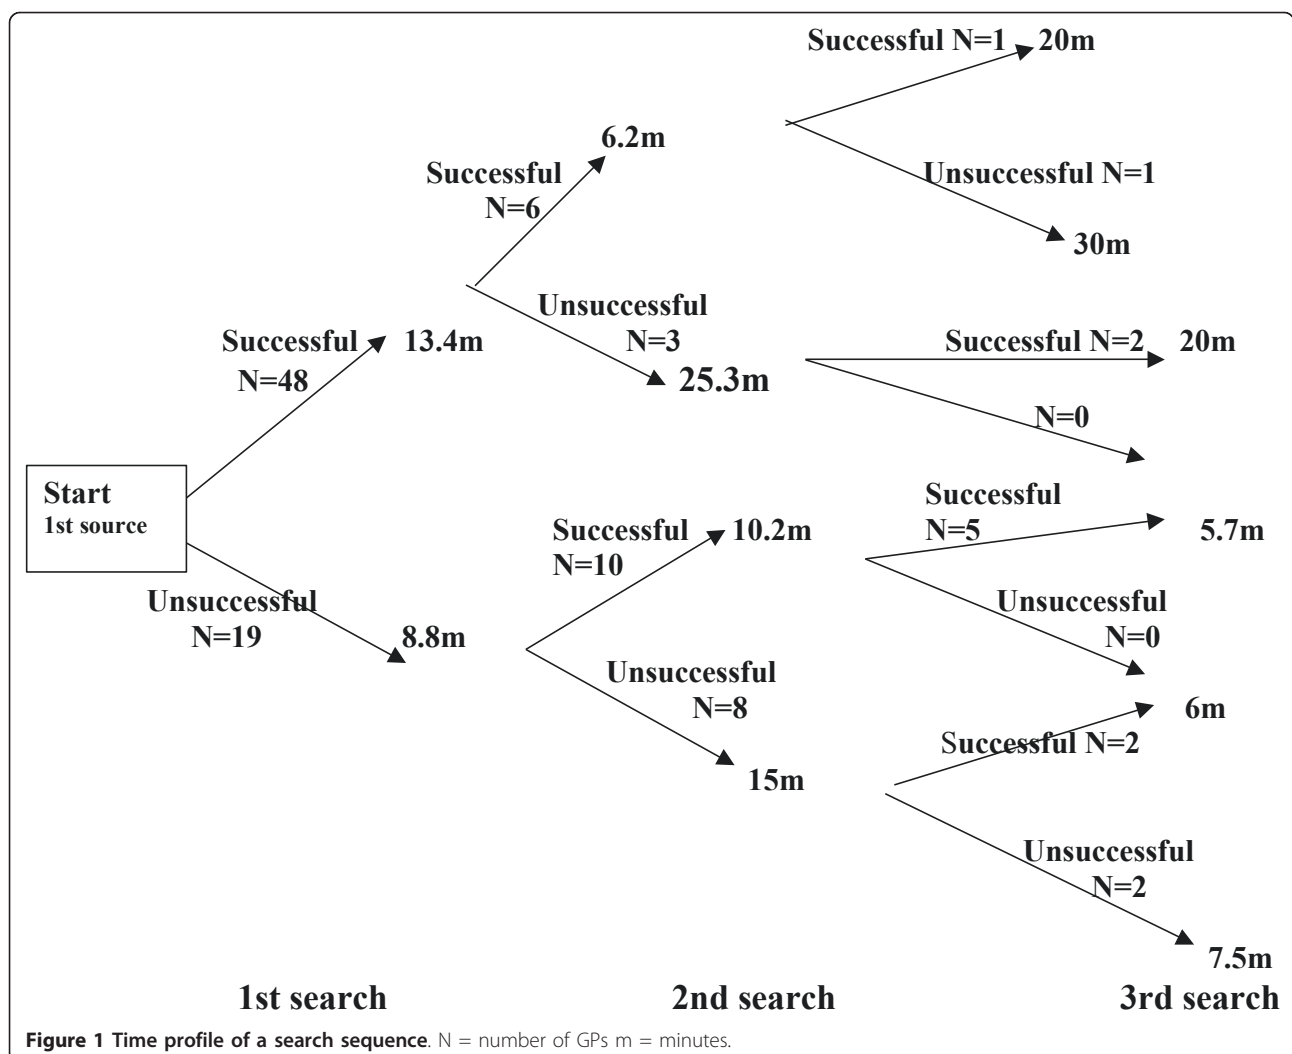 Successful N=1 20m
6.2m
Successful
N=6
Unsuccessful N=1
30m
Unsuccessful
N=3
Successful
N=48
13.4m
25.3m
Successful N=2 20m
N=0
Start
1st source
Successful
N=10
10.2m
Successful
N=5
5.7m
Unsuccessful
N=19
8.8m
Unsuccessful
N=0
Unsuccessful
N=8
15m
6m
Successful N=2
Unsuccessful
N=2
7.5m
1st search 2nd search 3rd search
Figure 1 Time profile of a search sequence. N = number of GPs m = minutes.